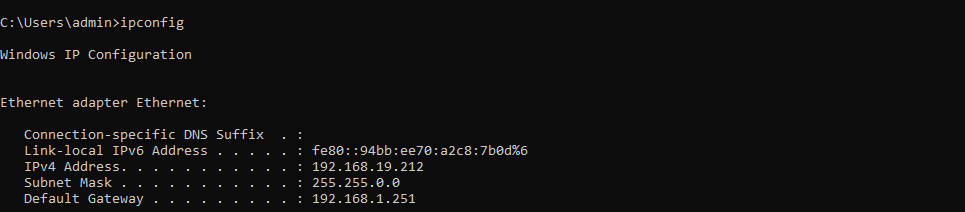 C:\Users\admin>ipconfig
Windows IP Configuration
Ethernet adapter Ethernet:
Connection-specific DNS Suffix  . :
Link-local IPv6 Address . . . . . : fe80::94bb:ee70:a2c8:7b0d%6
IPv4 Address. . . . . . . . . . . : 192.168.19.212
Subnet Mask . . . . . . . . . . . : 255.255.0.0
Default Gateway . . . . . . . . . : 192.168.1.251